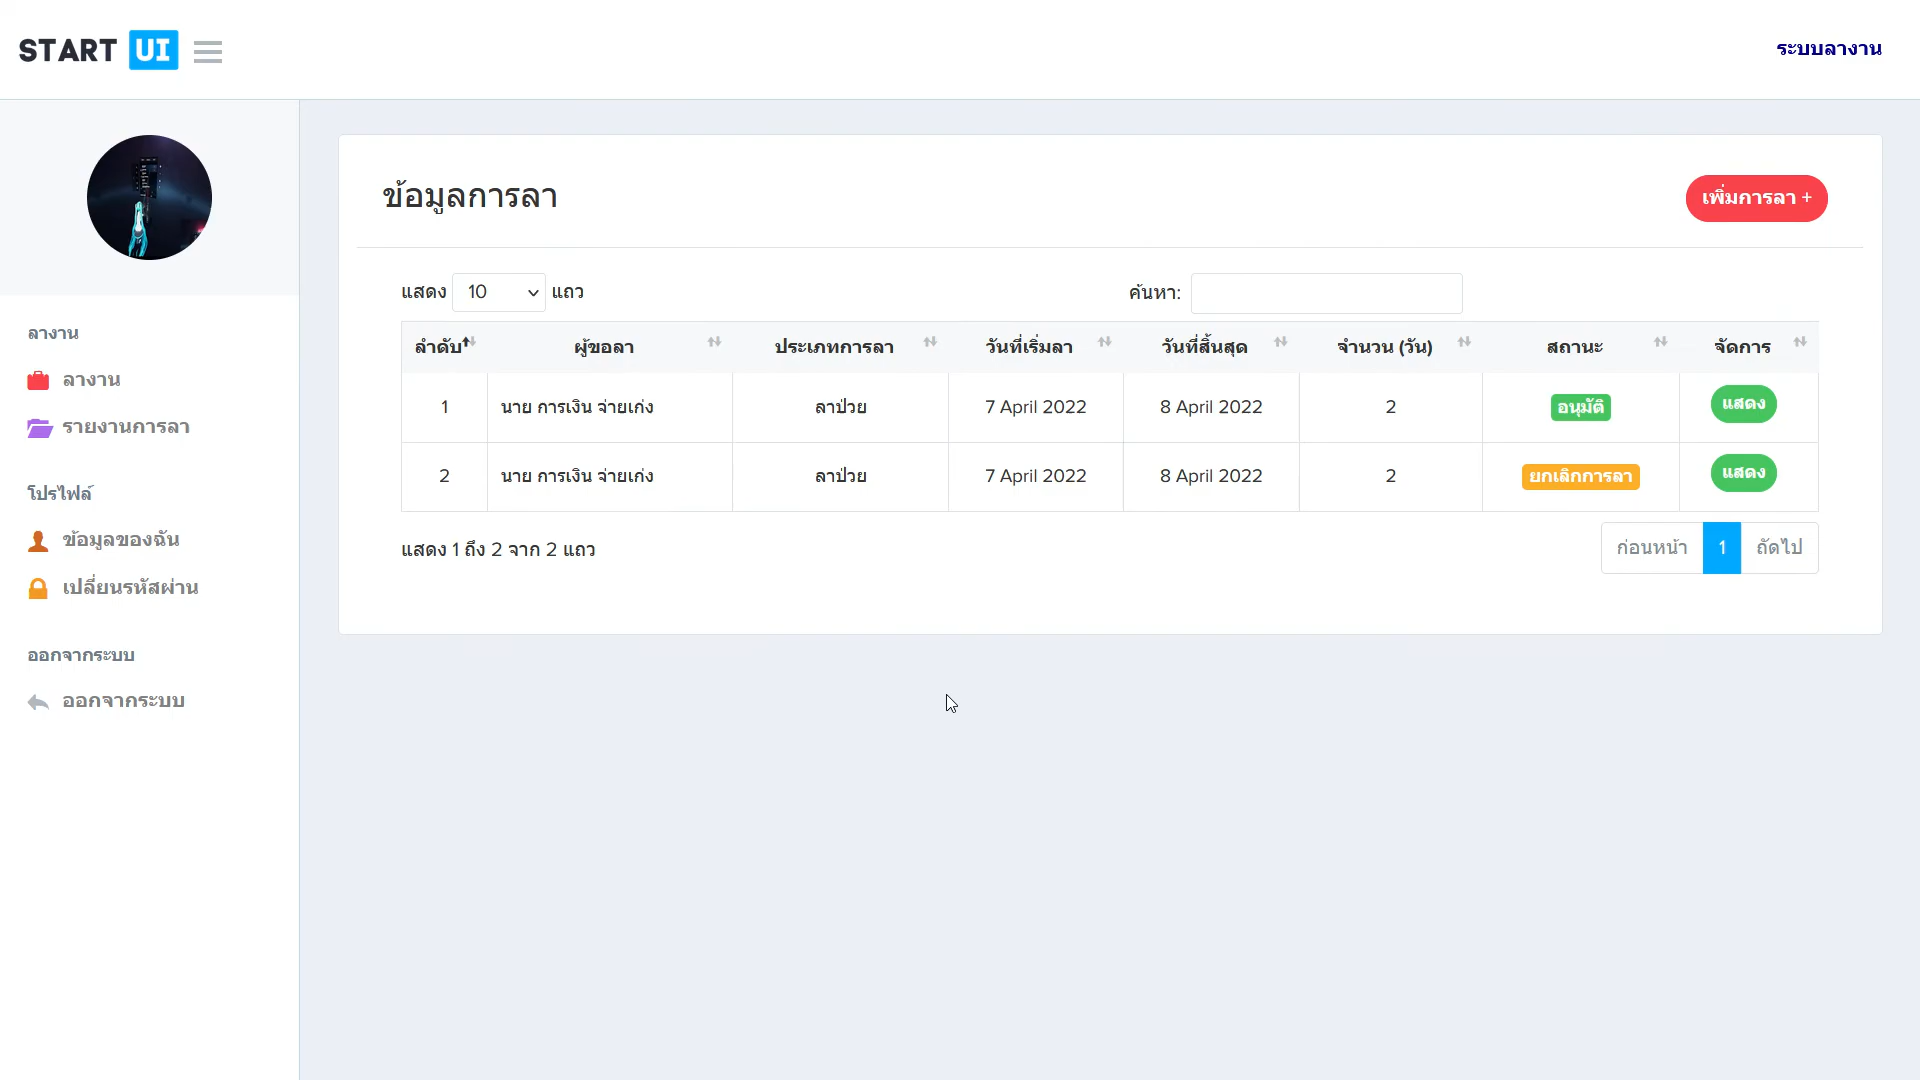 START UI
ระบบลางาน
ลางาน
ลางาน
รายงานการลา
โปรไฟล์
ข้อมูลของฉัน
เปลี่ยนรหัสผ่าน
ออกจากระบบ
ออกจากระบบ
ข้อมูลการลา
เพิ่มการลา +
แสดง 10 แถว
ค้นหา:
ลำดับ ผู้ขอลา ประเภทการลา วันที่เริ่มลา วันที่สิ้นสุด จำนวน (วัน) สถานะ จัดการ
1 นาย การเงิน จ่ายเก่ง ลาป่วย 7 April 2022 8 April 2022 2 อนุมัติ แสดง
2 นาย การเงิน จ่ายเก่ง ลาป่วย 7 April 2022 8 April 2022 2 ยกเลิกการลา แสดง
แสดง 1 ถึง 2 จาก 2 แถว
ก่อนหน้า 1 ถัดไป